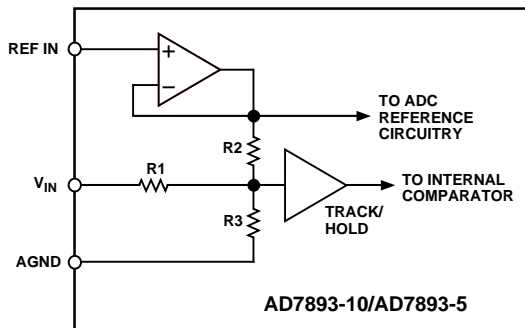 REF IN
+
−
TO ADC
REFERENCE
CIRCUITRY
R2
R1
VIN
TO INTERNAL
COMPARATOR
R3
TRACK/
HOLD
AGND
AD7893-10/AD7893-5